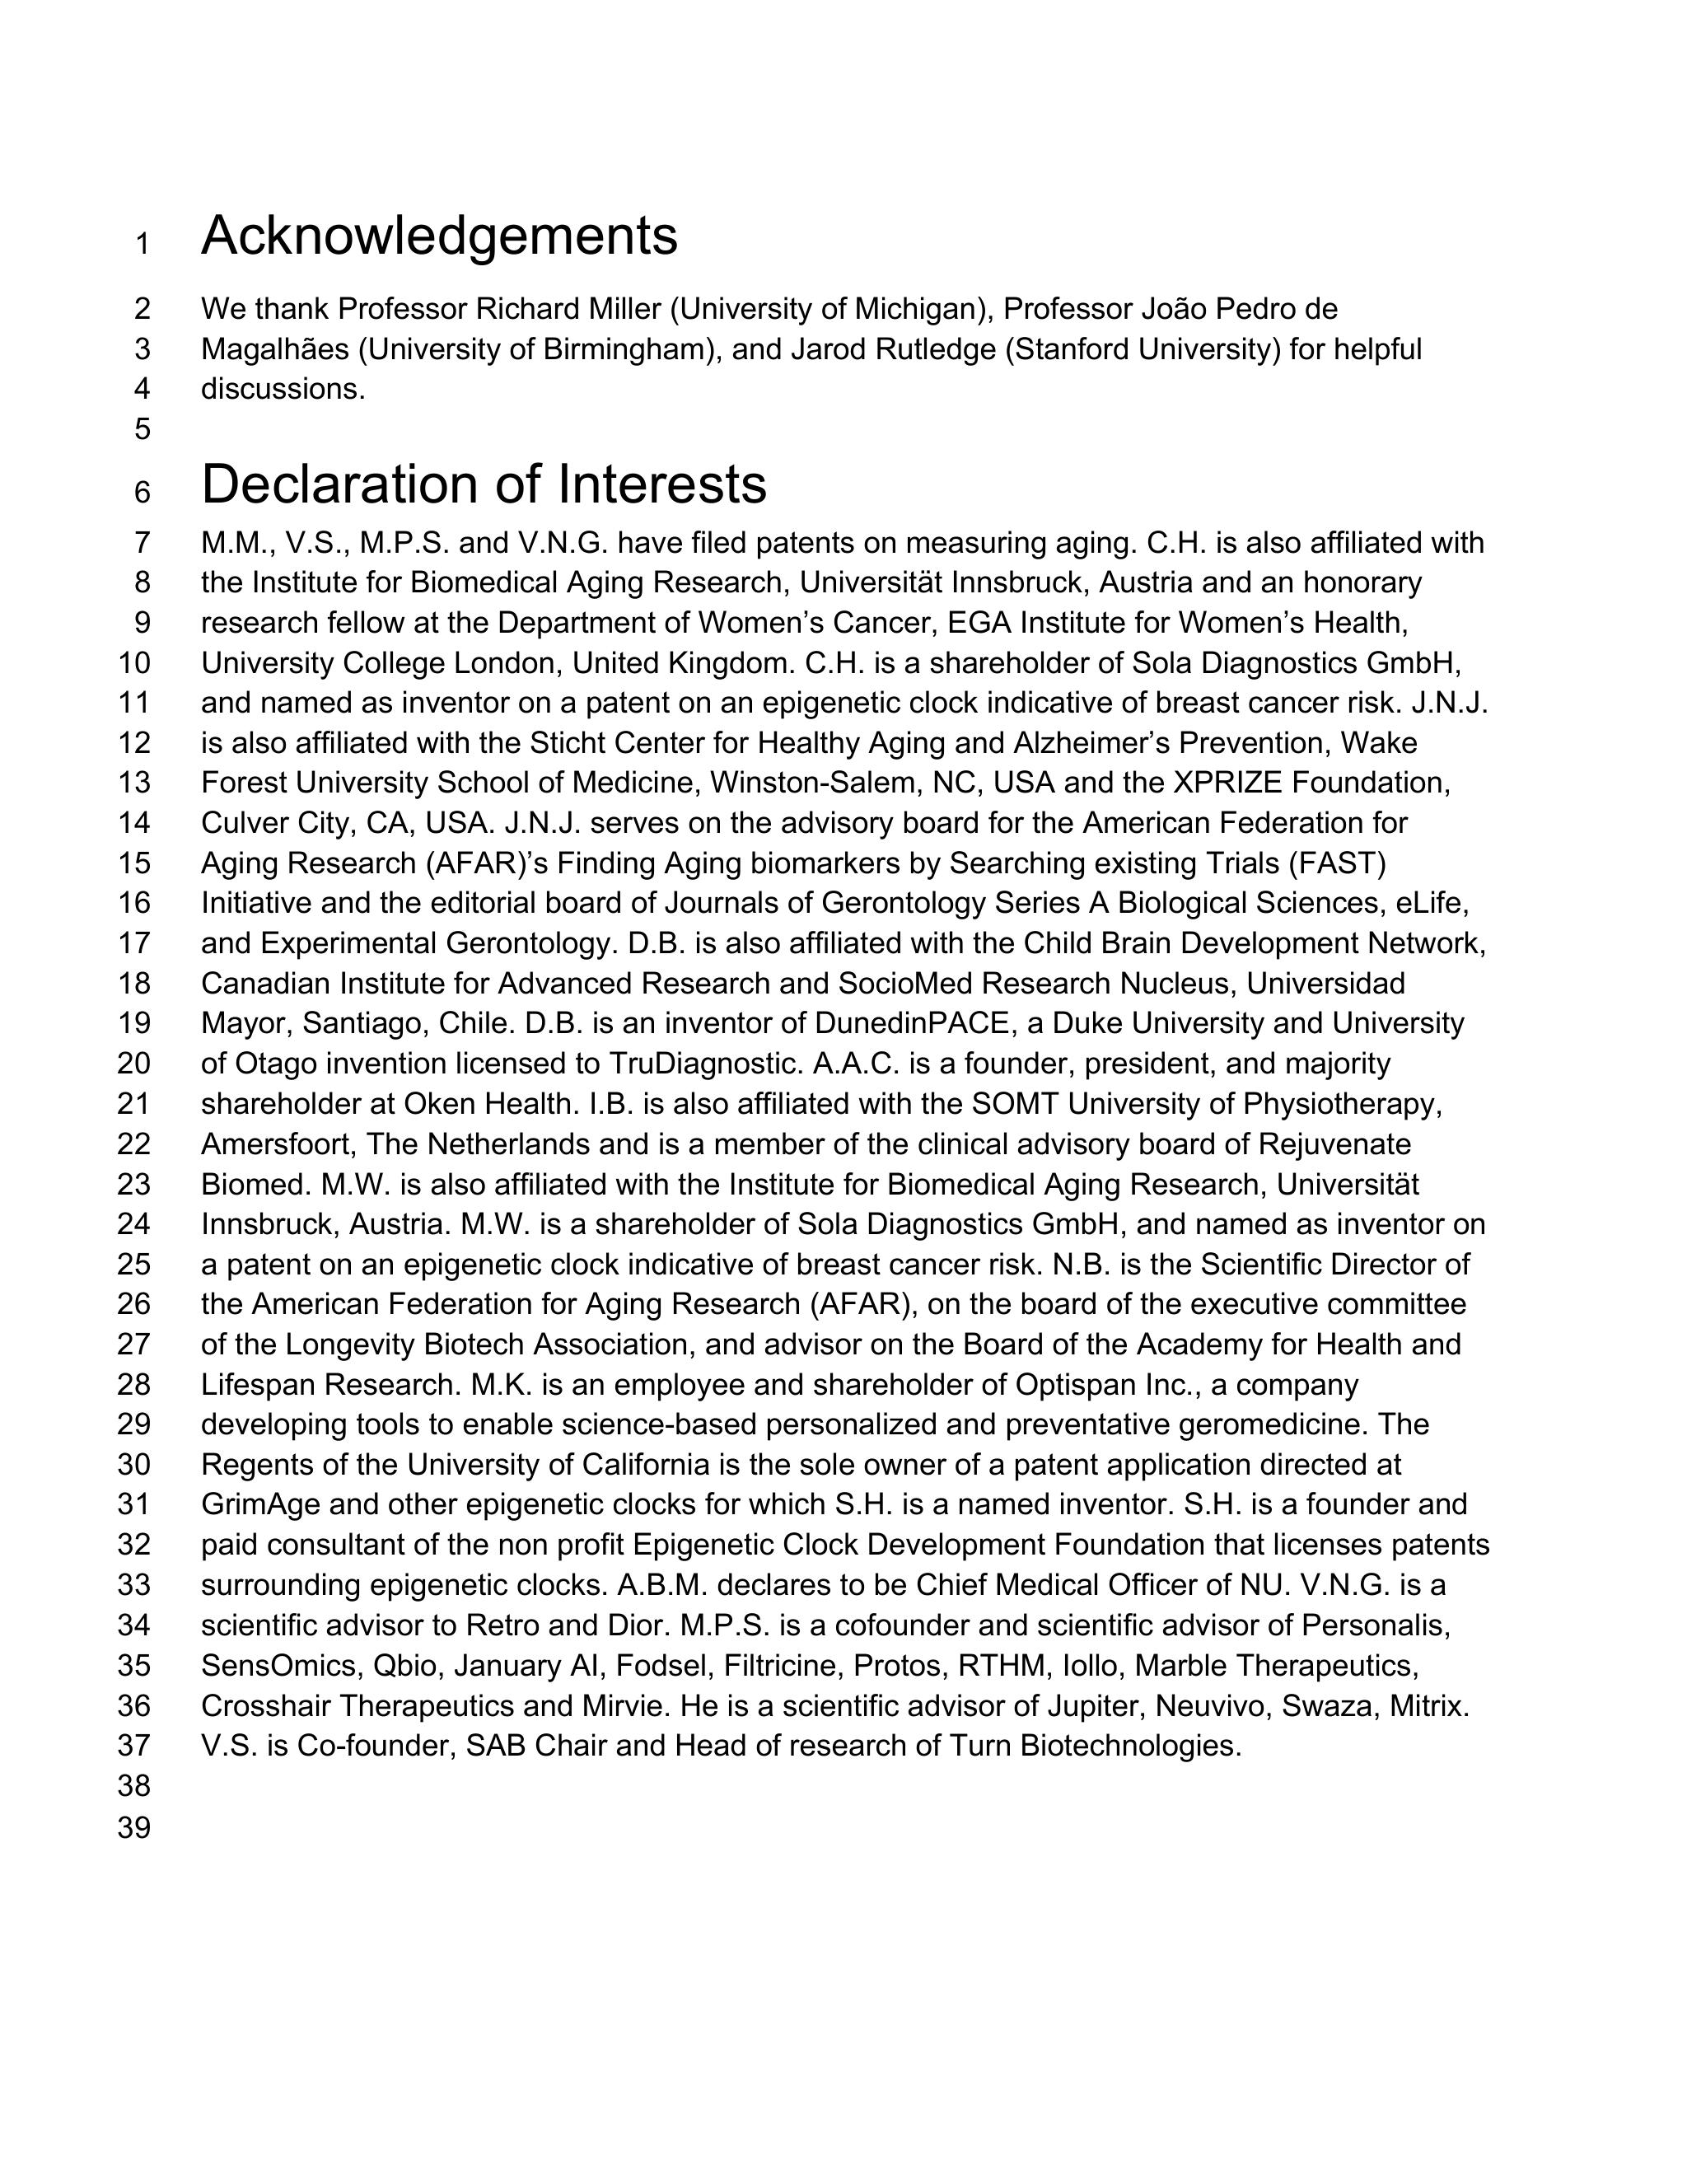 1 Acknowledgements
2 We thank Professor Richard Miller (University of Michigan), Professor João Pedro de
3 Magalhães (University of Birmingham), and Jarod Rutledge (Stanford University) for helpful
4 discussions.
5
6 Declaration of Interests
7 M.M., V.S., M.P.S. and V.N.G. have filed patents on measuring aging. C.H. is also affiliated with
8 the Institute for Biomedical Aging Research, Universität Innsbruck, Austria and an honorary
9 research fellow at the Department of Women’s Cancer, EGA Institute for Women’s Health,
10 University College London, United Kingdom. C.H. is a shareholder of Sola Diagnostics GmbH,
11 and named as inventor on a patent on an epigenetic clock indicative of breast cancer risk. J.N.J.
12 is also affiliated with the Sticht Center for Healthy Aging and Alzheimer’s Prevention, Wake
13 Forest University School of Medicine, Winston-Salem, NC, USA and the XPRIZE Foundation,
14 Culver City, CA, USA. J.N.J. serves on the advisory board for the American Federation for
15 Aging Research (AFAR)’s Finding Aging biomarkers by Searching existing Trials (FAST)
16 Initiative and the editorial board of Journals of Gerontology Series A Biological Sciences, eLife,
17 and Experimental Gerontology. D.B. is also affiliated with the Child Brain Development Network,
18 Canadian Institute for Advanced Research and SocioMed Research Nucleus, Universidad
19 Mayor, Santiago, Chile. D.B. is an inventor of DunedinPACE, a Duke University and University
20 of Otago invention licensed to TruDiagnostic. A.A.C. is a founder, president, and majority
21 shareholder at Oken Health. I.B. is also affiliated with the SOMT University of Physiotherapy,
22 Amersfoort, The Netherlands and is a member of the clinical advisory board of Rejuvenate
23 Biomed. M.W. is also affiliated with the Institute for Biomedical Aging Research, Universität
24 Innsbruck, Austria. M.W. is a shareholder of Sola Diagnostics GmbH, and named as inventor on
25 a patent on an epigenetic clock indicative of breast cancer risk. N.B. is the Scientific Director of
26 the American Federation for Aging Research (AFAR), on the board of the executive committee
27 of the Longevity Biotech Association, and advisor on the Board of the Academy for Health and
28 Lifespan Research. M.K. is an employee and shareholder of Optispan Inc., a company
29 developing tools to enable science-based personalized and preventative geromedicine. The
30 Regents of the University of California is the sole owner of a patent application directed at
31 GrimAge and other epigenetic clocks for which S.H. is a named inventor. S.H. is a founder and
32 paid consultant of the non profit Epigenetic Clock Development Foundation that licenses patents
33 surrounding epigenetic clocks. A.B.M. declares to be Chief Medical Officer of NU. V.N.G. is a
34 scientific advisor to Retro and Dior. M.P.S. is a cofounder and scientific advisor of Personalis,
35 SensOmics, Qbio, January AI, Fodsel, Filtricine, Protos, RTHM, Iollo, Marble Therapeutics,
36 Crosshair Therapeutics and Mirvie. He is a scientific advisor of Jupiter, Neuvivo, Swaza, Mitrix.
37 V.S. is Co-founder, SAB Chair and Head of research of Turn Biotechnologies.
38
39